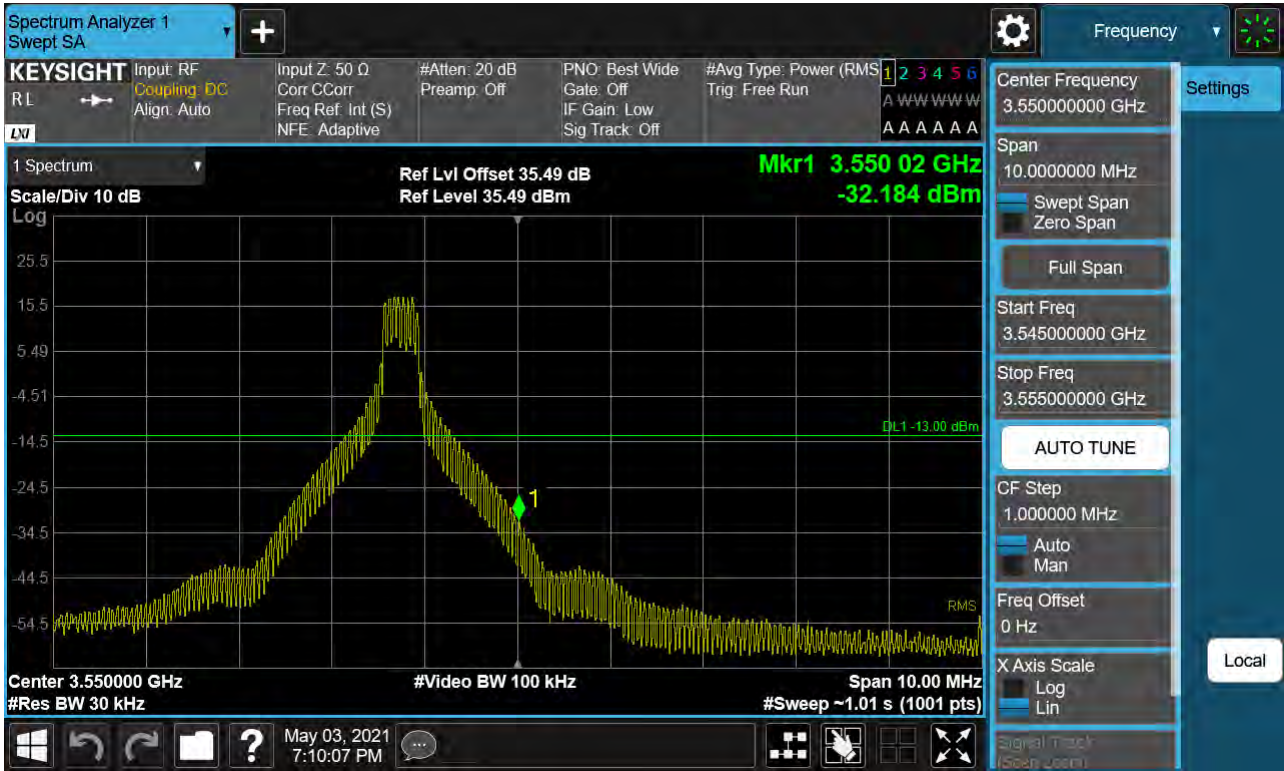 Spectrum Analyzer 1
Swept SA
+
Frequency
KEYSIGHT
RL
LXI
Input: RF
Coupling: DC
Align: Auto
Input Z: 50 Ω
Corr CCorr
Freq Ref: Int (S)
NFE: Adaptive
#Atten: 20 dB
Preamp: Off
PNO: Best Wide
Gate: Off
IF Gain: Low
Sig Track: Off
#Avg Type: Power (RMS
Trig: Free Run
1 2 3 4 5 6
A W W W W W
A A A A A A
1 Spectrum
Scale/Div 10 dB
Log
Ref Lvl Offset 35.49 dB
Ref Level 35.49 dBm
Mkr1 3.550 02 GHz
-32.184 dBm
25.5
15.5
5.49
-4.51
-14.5
-24.5
-34.5
-44.5
-54.5
DL1 -13.00 dBm
1
RMS
Center 3.550000 GHz
#Res BW 30 kHz
#Video BW 100 kHz
Span 10.00 MHz
#Sweep ~1.01 s (1001 pts)
Center Frequency
3.550000000 GHz
Span
10.0000000 MHz
Swept Span
Zero Span
Full Span
Start Freq
3.545000000 GHz
Stop Freq
3.555000000 GHz
AUTO TUNE
CF Step
1.000000 MHz
Auto
Man
Freq Offset
0 Hz
X Axis Scale
Log
Lin
Signal Track
(Span Zoom)
Settings
Local
?
May 03, 2021
7:10:07 PM